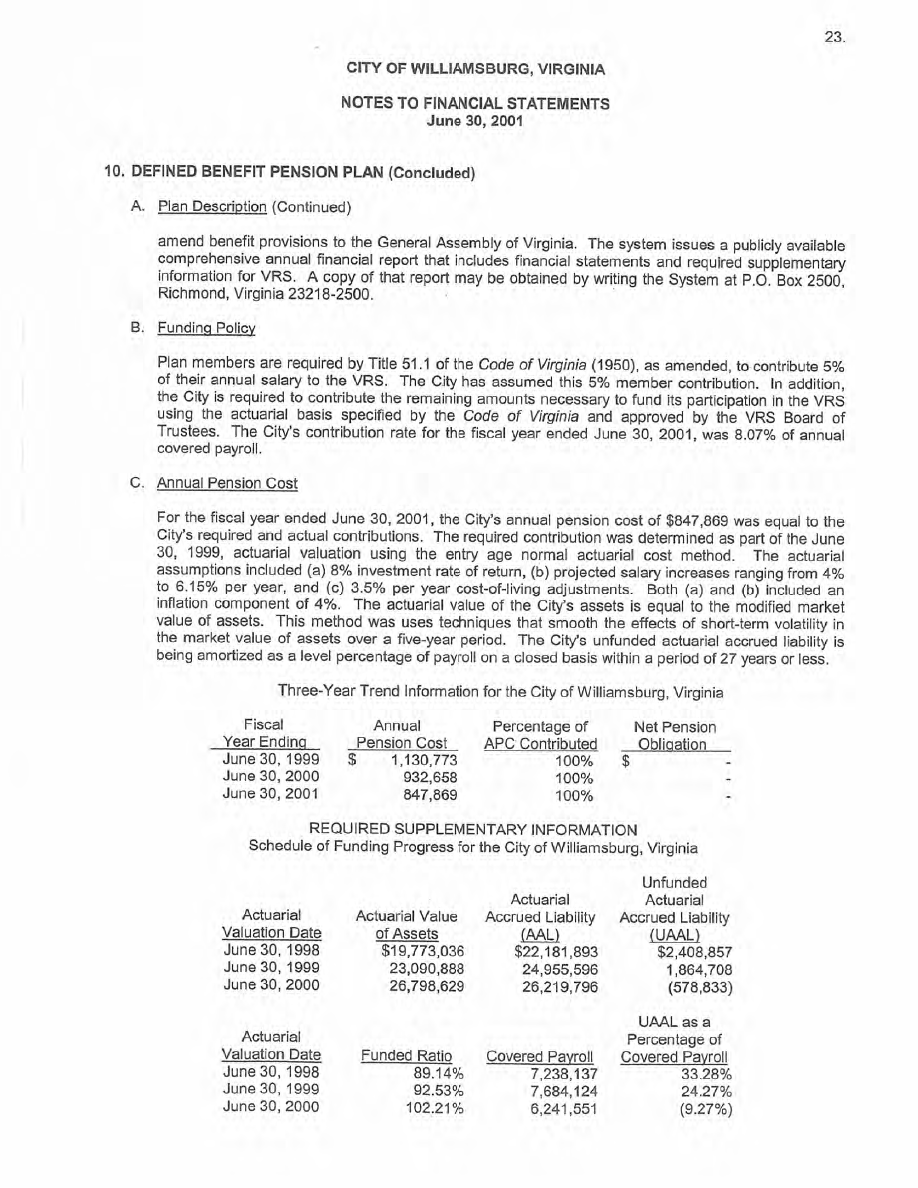 23.
CITY OF WILLIAMSBURG, VIRGINIA
NOTES TO FINANCIAL STATEMENTS
June 30, 2001
10. DEFINED BENEFIT PENSION PLAN (Concluded)
A. Plan Description (Continued)
amend benefit provisions to the General Assembly of Virginia. The system issues a publicly available
comprehensive annual financial report that includes financial statements and required supplementary
information for VRS. A copy of that report may be obtained by writing the System at P.O. Box 2500,
Richmond, Virginia 23218-2500.
B. Funding Policy
Plan members are required by Title 51.1 of the Code of Virginia (1950), as amended, to contribute 5%
of their annual salary to the VRS. The City has assumed this 5% member contribution. In addition,
the City is required to contribute the remaining amounts necessary to fund its participation in the VRS
using the actuarial basis specified by the Code of Virginia and approved by the VRS Board of
Trustees. The City's contribution rate for the fiscal year ended June 30, 2001, was 8.07% of annual
covered payroll.
C. Annual Pension Cost
For the fiscal year ended June 30, 2001, the City's annual pension cost of $847,869 was equal to the
City's required and actual contributions. The required contribution was determined as part of the June
30, 1999, actuarial valuation using the entry age normal actuarial cost method. The actuarial
assumptions included (a) 8% investment rate of return, (b) projected salary increases ranging from 4%
to 6.15% per year, and (c) 3.5% per year cost-of-living adjustments. Both (a) and (b) included an
inflation component of 4%. The actuarial value of the City's assets is equal to the modified market
value of assets. This method was uses techniques that smooth the effects of short-term volatility in
the market value of assets over a five-year period. The City's unfunded actuarial accrued liability is
being amortized as a level percentage of payroll on a closed basis within a period of 27 years or less.
Three-Year Trend Information for the City of Williamsburg, Virginia
Fiscal Annual Percentage of Net Pension
Year Ending Pension Cost APC Contributed Obligation
June 30, 1999 $ 1,130,773 100% $ -
June 30, 2000 932,658 100% -
June 30, 2001 847,869 100% -
REQUIRED SUPPLEMENTARY INFORMATION
Schedule of Funding Progress for the City of Williamsburg, Virginia
Unfunded
Actuarial Actuarial
Actuarial Actuarial Value Accrued Liability Accrued Liability
Valuation Date of Assets (AAL) (UAAL)
June 30, 1998 $19,773,036 $22,181,893 $2,408,857
June 30, 1999 23,090,888 24,955,596 1,864,708
June 30, 2000 26,798,629 26,219,796 (578,833)
UAAL as a
Actuarial Percentage of
Valuation Date Funded Ratio Covered Payroll Covered Payroll
June 30, 1998 89.14% 7,238,137 33.28%
June 30, 1999 92.53% 7,684,124 24.27%
June 30, 2000 102.21% 6,241,551 (9.27%)